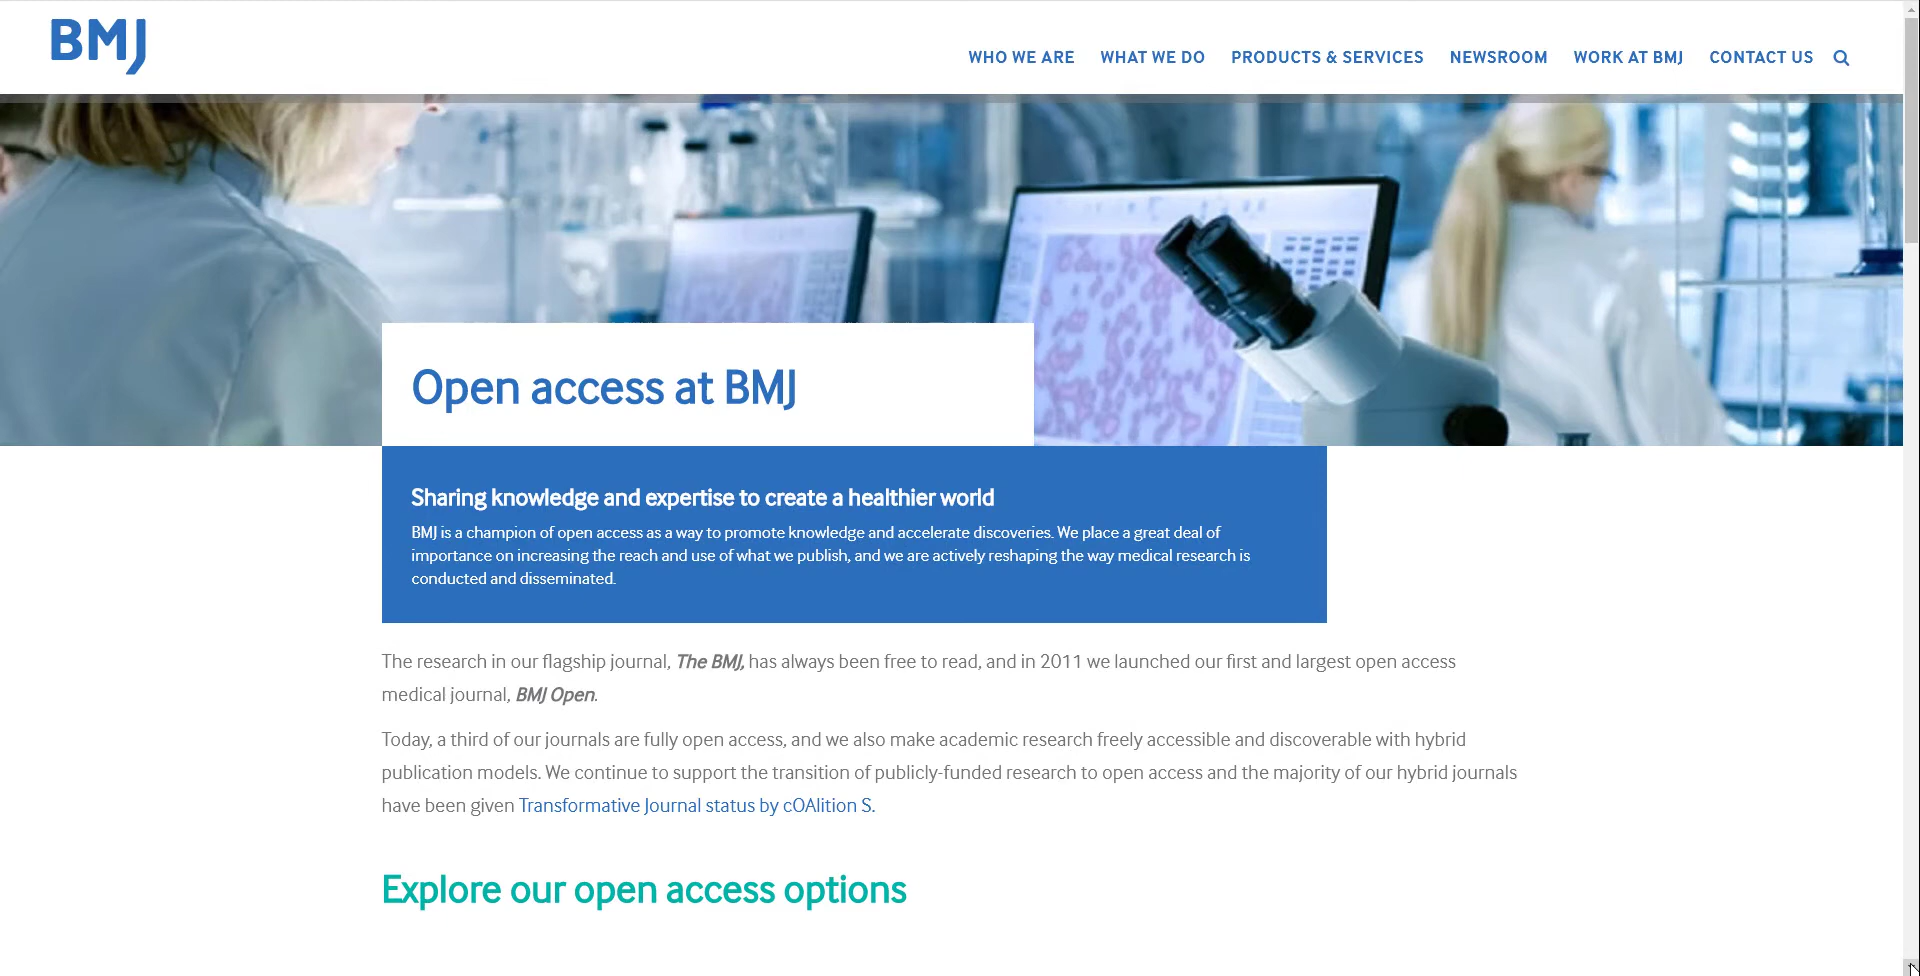 BMJ
WHO WE ARE
WHAT WE DO
PRODUCTS & SERVICES
NEWSROOM
WORK AT BMJ
CONTACT US
Open access at BMJ
Sharing knowledge and expertise to create a healthier world
BMJ is a champion of open access as a way to promote knowledge and accelerate discoveries. We place a great deal of
importance on increasing the reach and use of what we publish, and we are actively reshaping the way medical research is
conducted and disseminated.
The research in our flagship journal, The BMJ, has always been free to read, and in 2011 we launched our first and largest open access
medical journal, BMJ Open.
Today, a third of our journals are fully open access, and we also make academic research freely accessible and discoverable with hybrid
publication models. We continue to support the transition of publicly-funded research to open access and the majority of our hybrid journals
have been given Transformative Journal status by cOAlition S.
Explore our open access options